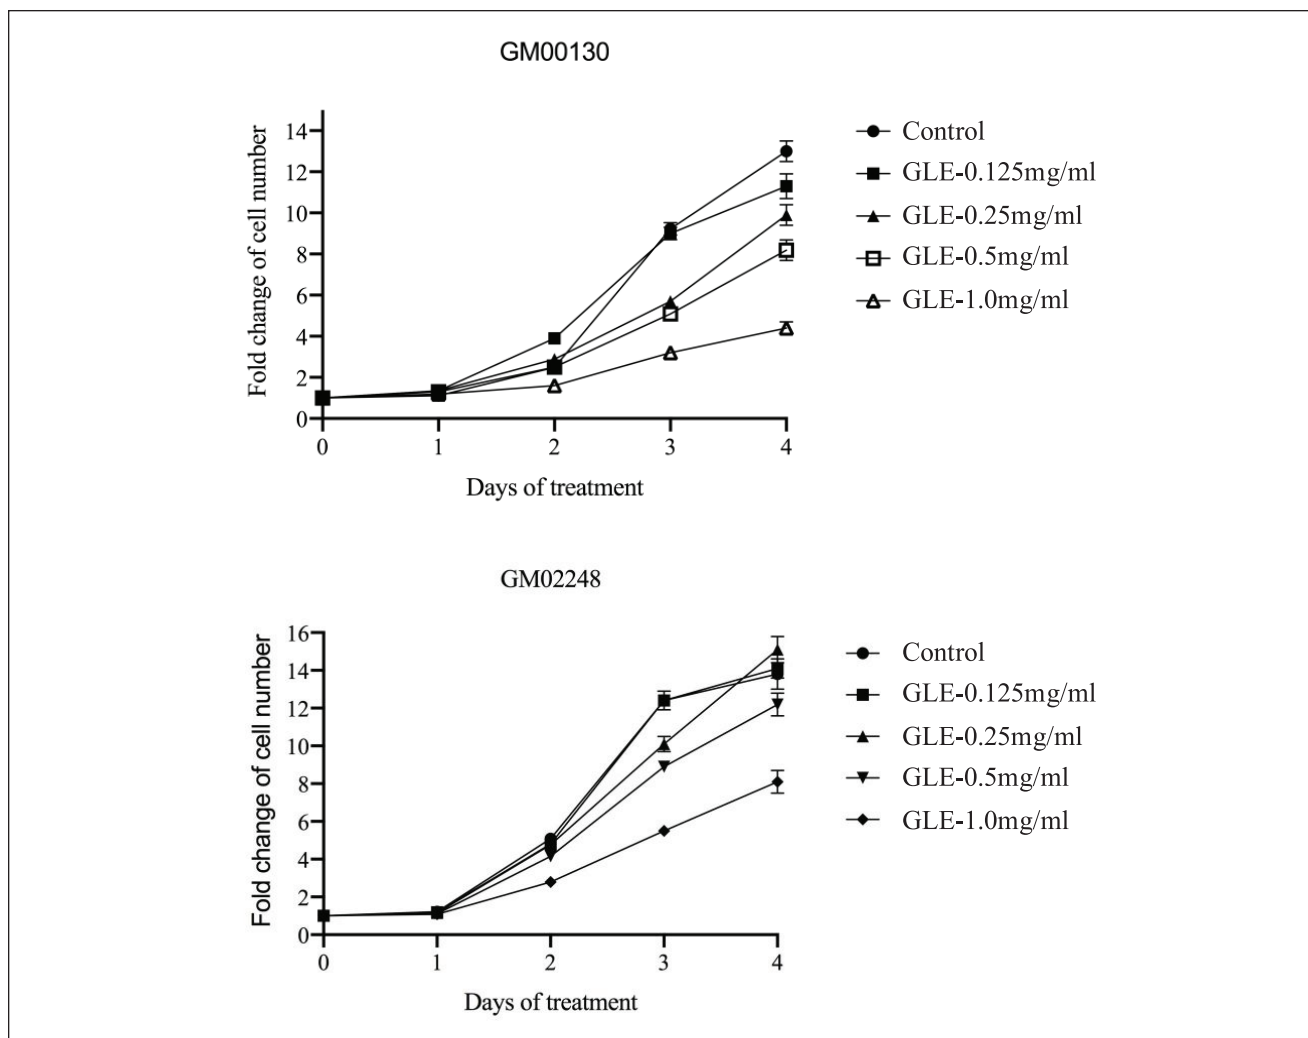 GM00130
Fold change of cell number
14
12
10
8
6
4
2
0
0 1 2 3 4
Days of treatment
Control
GLE-0.125mg/ml
GLE-0.25mg/ml
GLE-0.5mg/ml
GLE-1.0mg/ml
GM02248
Fold change of cell number
16
14
12
10
8
6
4
2
0
0 1 2 3 4
Days of treatment
Control
GLE-0.125mg/ml
GLE-0.25mg/ml
GLE-0.5mg/ml
GLE-1.0mg/ml